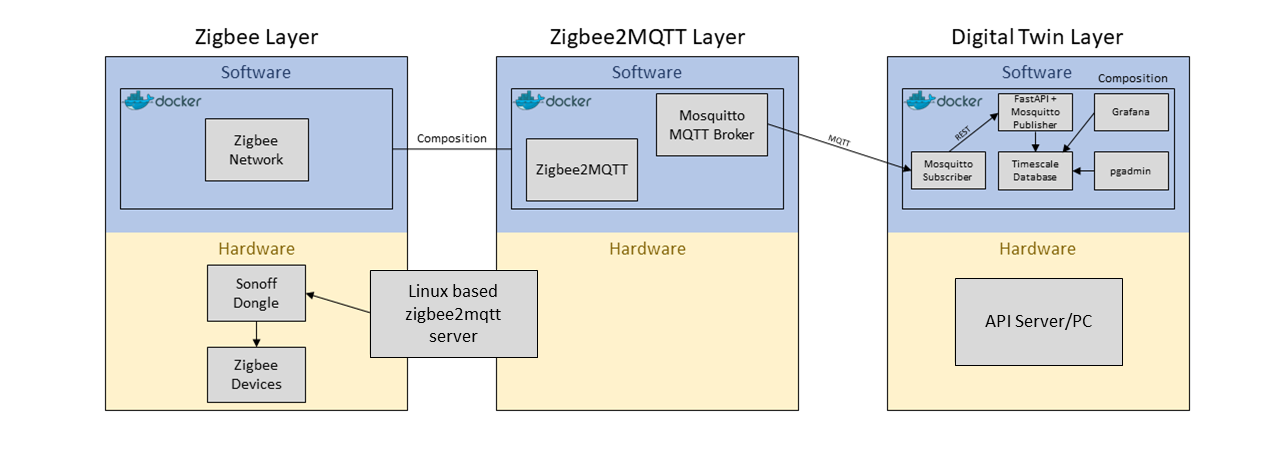 Zigbee Layer
Software
docker
Zigbee
Network
Hardware
Sonoff
Dongle
Zigbee
Devices
Composition
Linux based
zigbee2mqtt
server
Zigbee2MQTT Layer
Software
docker
Mosquitto
MQTT Broker
Zigbee2MQTT
Hardware
MQTT
Digital Twin Layer
Software
Composition
docker
FastAPI +
Mosquitto
Publisher
Grafana
REST
Mosquitto
Subscriber
Timescale
Database
pgadmin
Hardware
API Server/PC